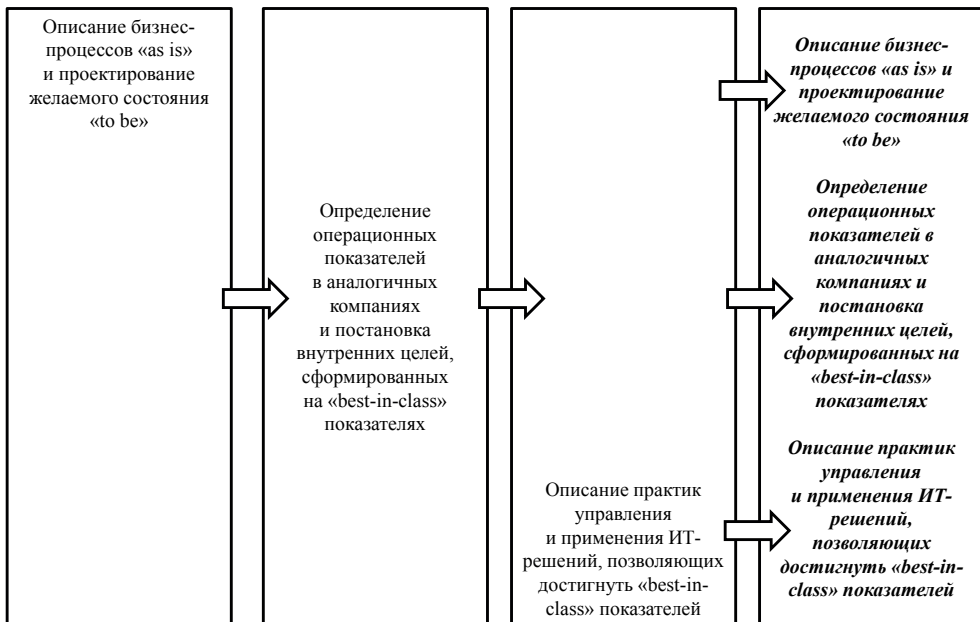 Описание бизнес-
процессов «as is»
и проектирование
желаемого состояния
«to be»
Определение
операционных
показателей
в аналогичных
компаниях
и постановка
внутренних целей,
сформированных
на «best-in-class»
показателях
Описание практик
управления
и применения ИТ-
решений, позволяющих
достигнуть «best-in-
class» показателей
Описание бизнес-
процессов «as is» и
проектирование
желаемого состояния
«to be»
Определение
операционных
показателей в
аналогичных
компаниях и
постановка
внутренних целей,
сформированных на
«best-in-class»
показателях
Описание практик
управления
и применения ИТ-
решений,
позволяющих
достигнуть «best-in-
class» показателей